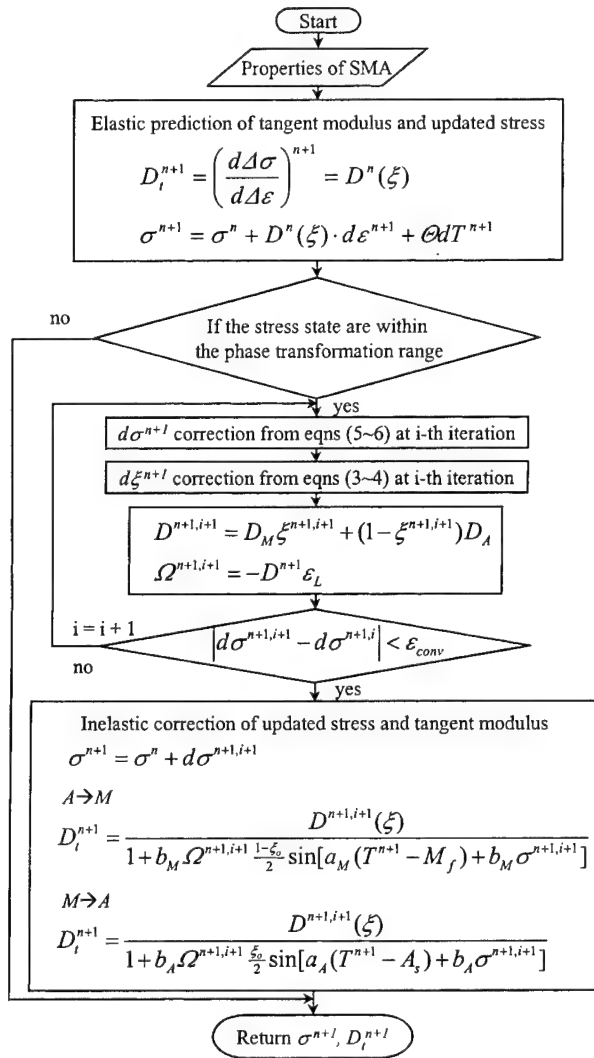 Start
Properties of SMA
Elastic prediction of tangent modulus and updated stress
D_t^{n+1} = (dΔσ/dΔε)^{n+1} = D^n(ξ)
σ^{n+1} = σ^n + D^n(ξ)·dε^{n+1} + ΘdT^{n+1}
no
If the stress state are within
the phase transformation range
yes
dσ^{n+1} correction from eqns (5~6) at i-th iteration
dξ^{n+1} correction from eqns (3~4) at i-th iteration
D^{n+1,i+1} = D_M ξ^{n+1,i+1} + (1-ξ^{n+1,i+1})D_A
Ω^{n+1,i+1} = -D^{n+1} ε_L
i = i + 1
|dσ^{n+1,i+1} - dσ^{n+1,i}| < ε_{conv}
no
yes
Inelastic correction of updated stress and tangent modulus
σ^{n+1} = σ^n + dσ^{n+1,i+1}
A→M
D_t^{n+1} = D^{n+1,i+1}(ξ) / (1 + b_M Ω^{n+1,i+1} (1-ξ_o)/2 sin[a_M(T^{n+1} - M_f) + b_M σ^{n+1,i+1}])
M→A
D_t^{n+1} = D^{n+1,i+1}(ξ) / (1 + b_A Ω^{n+1,i+1} ξ_o/2 sin[a_A(T^{n+1} - A_s) + b_A σ^{n+1,i+1}])
Return σ^{n+1}, D_t^{n+1}